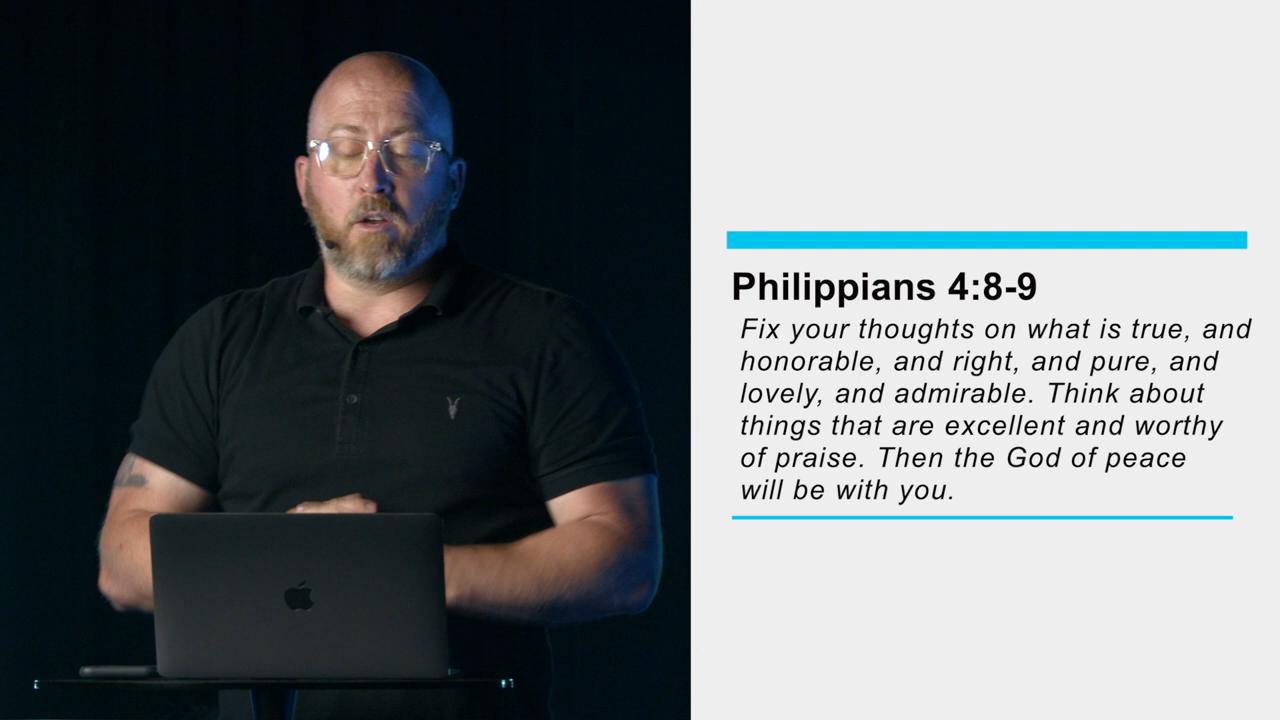 Philippians 4:8-9
Fix your thoughts on what is true, and
honorable, and right, and pure, and
lovely, and admirable. Think about
things that are excellent and worthy
of praise. Then the God of peace
will be with you.